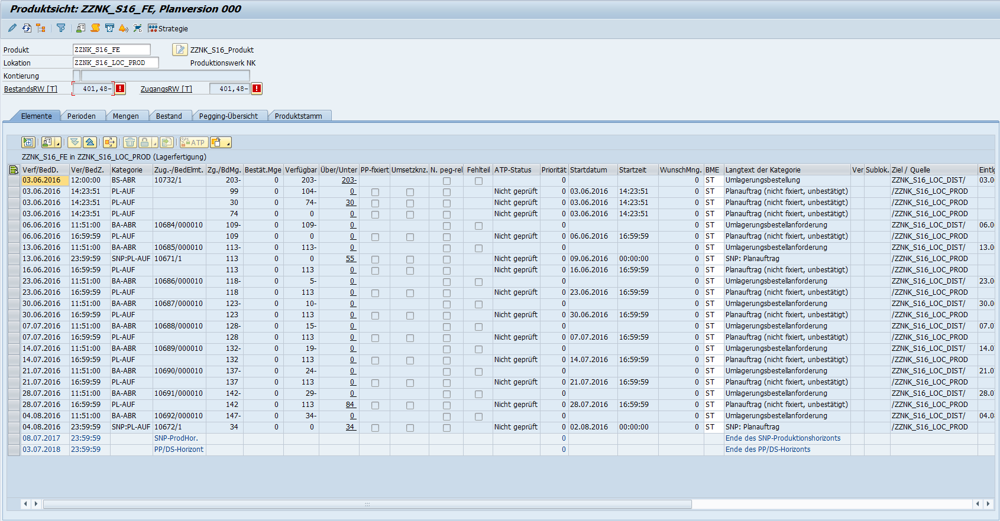 Produktsicht: ZZNK_S16_FE, Planversion 000
Strategie
Produkt ZZNK_S16_FE ZZNK_S16_Produkt
Lokation ZZNK_S16_LOC_PROD Produktionswerk NK
Kontierung
BestandsRW [T] 401,48- ZugangsRW [T] 401,48-
Elemente Perioden Mengen Bestand Pegging-Übersicht Produktstamm
ATP
ZZNK_S16_FE in ZZNK_S16_LOC_PROD (Lagerfertigung)
Verf/BedD. Ver/BedZ. Kategorie Zug.-/BedElmt. Zg./BdMg. Bestät.Mge Verfügbar Über/Unter PP-fixiert Umsetzknz. N. peg-rel Fehlteil ATP-Status Priorität Startdatum Startzeit WunschMng. BME Langtext der Kategorie Ver Sublok. Ziel / Quelle Eintlg
03.06.2016 12:00:00 BS-ABR 10732/1 203- 0 203- 203- 0 0 ST Umlagerungsbestellung ZZNK_S16_LOC_DIST/ 03.0
03.06.2016 14:23:51 PL-AUF 99 0 104- 0 Nicht geprüft 0 03.06.2016 14:23:51 0 ST Planauftrag (nicht fixiert, unbestätigt) /ZZNK_S16_LOC_PROD
03.06.2016 14:23:51 PL-AUF 30 0 74- 30 Nicht geprüft 0 03.06.2016 14:23:51 0 ST Planauftrag (nicht fixiert, unbestätigt) /ZZNK_S16_LOC_PROD
03.06.2016 14:23:51 PL-AUF 74 0 0 0 Nicht geprüft 0 03.06.2016 14:23:51 0 ST Planauftrag (nicht fixiert, unbestätigt) /ZZNK_S16_LOC_PROD
06.06.2016 11:51:00 BA-ABR 10684/000010 109- 0 109- 0 0 0 ST Umlagerungsbestellanforderung ZZNK_S16_LOC_DIST/ 06.0
06.06.2016 16:59:59 PL-AUF 109 0 0 0 Nicht geprüft 0 06.06.2016 16:59:59 0 ST Planauftrag (nicht fixiert, unbestätigt) /ZZNK_S16_LOC_PROD
13.06.2016 11:51:00 BA-ABR 10685/000010 113- 0 113- 0 0 0 ST Umlagerungsbestellanforderung ZZNK_S16_LOC_DIST/ 13.0
13.06.2016 23:59:59 SNP:PL-AUF 10671/1 113 0 0 55 Nicht geprüft 0 09.06.2016 00:00:00 0 ST SNP: Planauftrag /ZZNK_S16_LOC_PROD
16.06.2016 16:59:59 PL-AUF 113 0 113 0 Nicht geprüft 0 16.06.2016 16:59:59 0 ST Planauftrag (nicht fixiert, unbestätigt) /ZZNK_S16_LOC_PROD
23.06.2016 11:51:00 BA-ABR 10686/000010 118- 0 5- 0 0 0 ST Umlagerungsbestellanforderung ZZNK_S16_LOC_DIST/ 23.0
23.06.2016 16:59:59 PL-AUF 118 0 113 0 Nicht geprüft 0 23.06.2016 16:59:59 0 ST Planauftrag (nicht fixiert, unbestätigt) /ZZNK_S16_LOC_PROD
30.06.2016 11:51:00 BA-ABR 10687/000010 123- 0 10- 0 0 0 ST Umlagerungsbestellanforderung ZZNK_S16_LOC_DIST/ 30.0
30.06.2016 16:59:59 PL-AUF 123 0 113 0 Nicht geprüft 0 30.06.2016 16:59:59 0 ST Planauftrag (nicht fixiert, unbestätigt) /ZZNK_S16_LOC_PROD
07.07.2016 11:51:00 BA-ABR 10688/000010 128- 0 15- 0 0 0 ST Umlagerungsbestellanforderung ZZNK_S16_LOC_DIST/ 07.0
07.07.2016 16:59:59 PL-AUF 128 0 113 0 Nicht geprüft 0 07.07.2016 16:59:59 0 ST Planauftrag (nicht fixiert, unbestätigt) /ZZNK_S16_LOC_PROD
14.07.2016 11:51:00 BA-ABR 10689/000010 132- 0 19- 0 0 0 ST Umlagerungsbestellanforderung ZZNK_S16_LOC_DIST/ 14.0
14.07.2016 16:59:59 PL-AUF 132 0 113 0 Nicht geprüft 0 14.07.2016 16:59:59 0 ST Planauftrag (nicht fixiert, unbestätigt) /ZZNK_S16_LOC_PROD
21.07.2016 11:51:00 BA-ABR 10690/000010 137- 0 24- 0 0 0 ST Umlagerungsbestellanforderung ZZNK_S16_LOC_DIST/ 21.0
21.07.2016 16:59:59 PL-AUF 137 0 113 0 Nicht geprüft 0 21.07.2016 16:59:59 0 ST Planauftrag (nicht fixiert, unbestätigt) /ZZNK_S16_LOC_PROD
28.07.2016 11:51:00 BA-ABR 10691/000010 142- 0 29- 0 0 0 ST Umlagerungsbestellanforderung ZZNK_S16_LOC_DIST/ 28.0
28.07.2016 16:59:59 PL-AUF 142 0 113 84 Nicht geprüft 0 28.07.2016 16:59:59 0 ST Planauftrag (nicht fixiert, unbestätigt) /ZZNK_S16_LOC_PROD
04.08.2016 11:51:00 BA-ABR 10692/000010 147- 0 34- 0 0 0 ST Umlagerungsbestellanforderung ZZNK_S16_LOC_DIST/ 04.0
04.08.2016 23:59:59 SNP:PL-AUF 10672/1 34 0 0 34 Nicht geprüft 0 02.08.2016 00:00:00 0 ST SNP: Planauftrag /ZZNK_S16_LOC_PROD
08.07.2017 23:59:59 SNP-ProdHor. 0 Ende des SNP-Produktionshorizonts
03.07.2018 23:59:59 PP/DS-Horizont 0 Ende des PP/DS-Horizonts